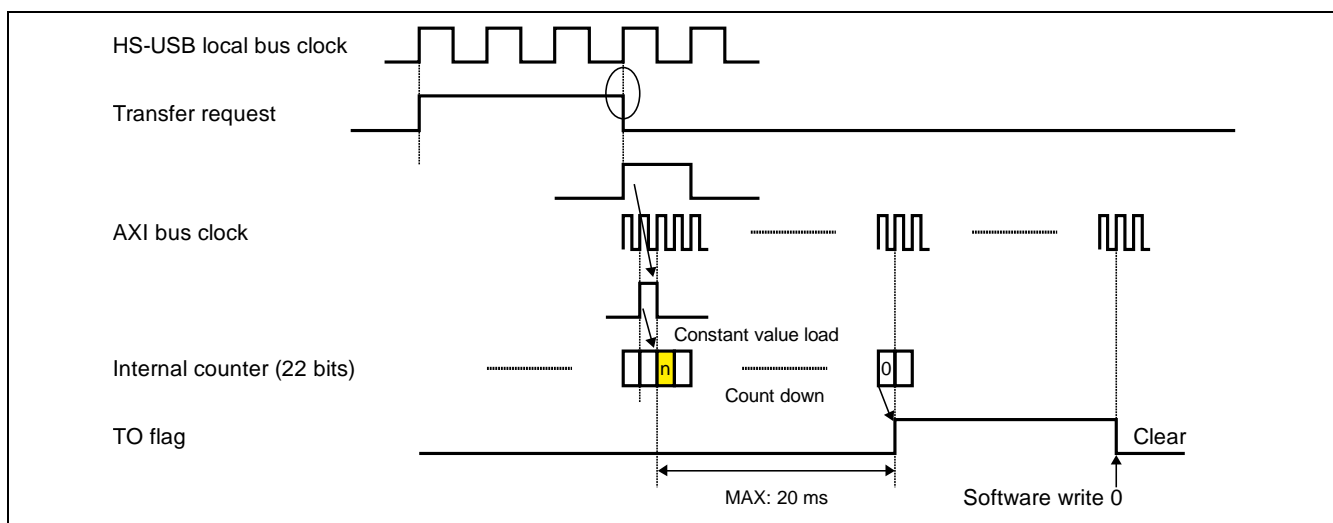 HS-USB local bus clock
Transfer request
AXI bus clock
Constant value load
Internal counter (22 bits)
n
0
Count down
TO flag
Clear
MAX: 20 ms
Software write 0